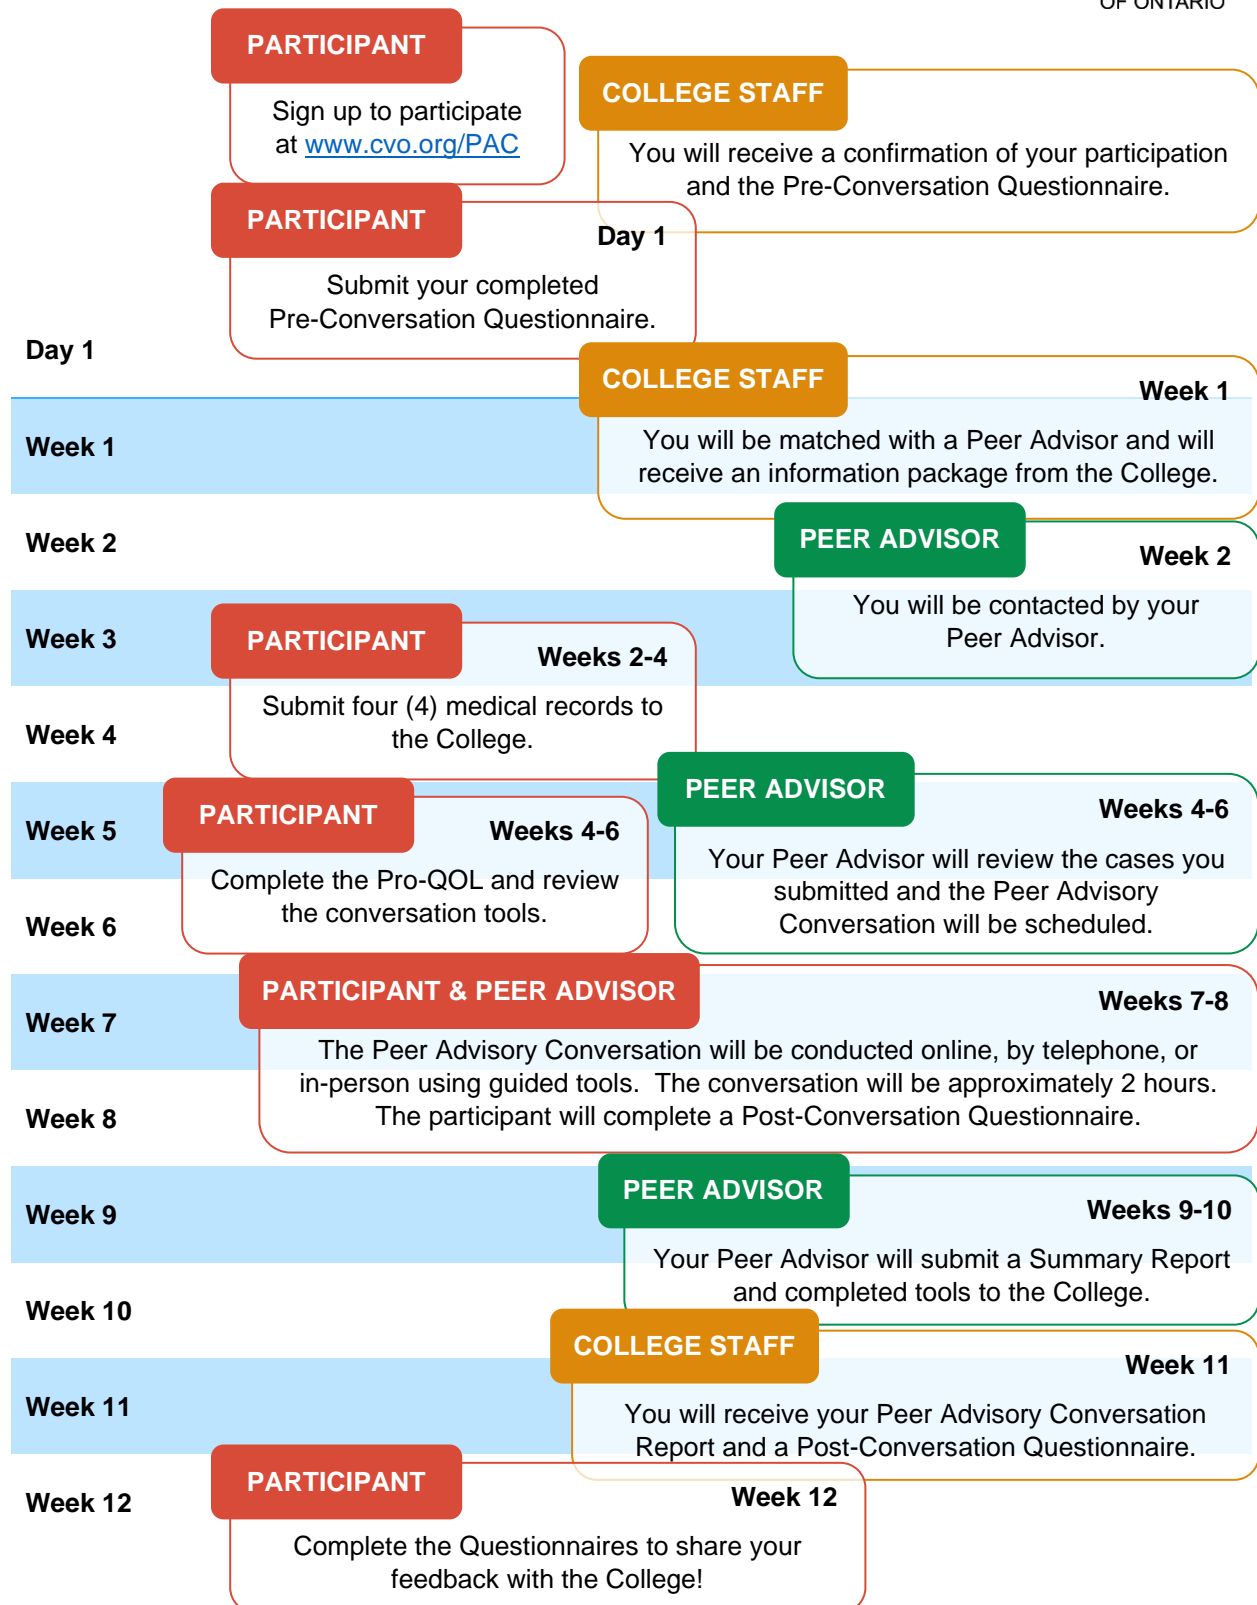 OF ONTARIO
PARTICIPANT
Sign up to participate
at www.cvo.org/PAC
COLLEGE STAFF
You will receive a confirmation of your participation
and the Pre-Conversation Questionnaire.
PARTICIPANT
Day 1
Submit your completed
Pre-Conversation Questionnaire.
Day 1
COLLEGE STAFF
Week 1
Week 1
You will be matched with a Peer Advisor and will
receive an information package from the College.
Week 2
PEER ADVISOR
Week 2
You will be contacted by your
Peer Advisor.
Week 3
PARTICIPANT
Weeks 2-4
Submit four (4) medical records to
the College.
Week 4
PARTICIPANT
Weeks 4-6
Complete the Pro-QOL and review
the conversation tools.
PEER ADVISOR
Weeks 4-6
Your Peer Advisor will review the cases you
submitted and the Peer Advisory
Conversation will be scheduled.
Week 5
Week 6
PARTICIPANT & PEER ADVISOR
Weeks 7-8
The Peer Advisory Conversation will be conducted online, by telephone, or
in-person using guided tools.  The conversation will be approximately 2 hours.
The participant will complete a Post-Conversation Questionnaire.
Week 7
Week 8
PEER ADVISOR
Weeks 9-10
Your Peer Advisor will submit a Summary Report
and completed tools to the College.
Week 9
Week 10
COLLEGE STAFF
Week 11
You will receive your Peer Advisory Conversation
Report and a Post-Conversation Questionnaire.
Week 11
PARTICIPANT
Week 12
Complete the Questionnaires to share your
feedback with the College!
Week 12